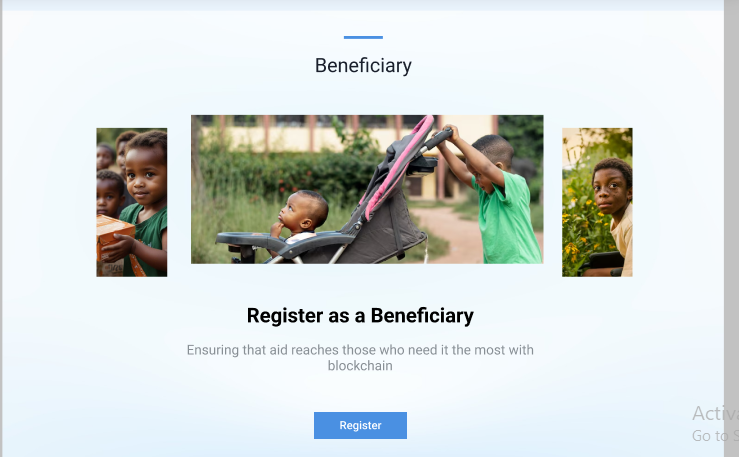 Beneficiary
Register as a Beneficiary
Ensuring that aid reaches those who need it the most with
blockchain
Register
Go to